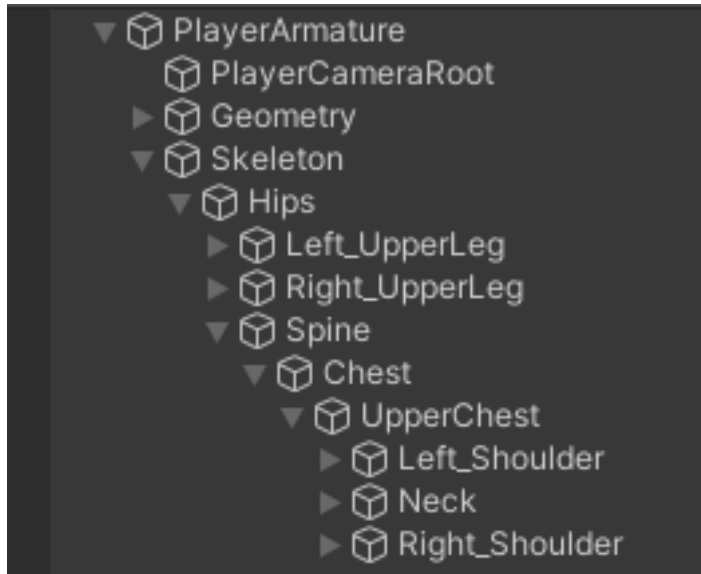 PlayerArmature
PlayerCameraRoot
Geometry
Skeleton
Hips
Left_UpperLeg
Right_UpperLeg
Spine
Chest
UpperChest
Left_Shoulder
Neck
Right_Shoulder